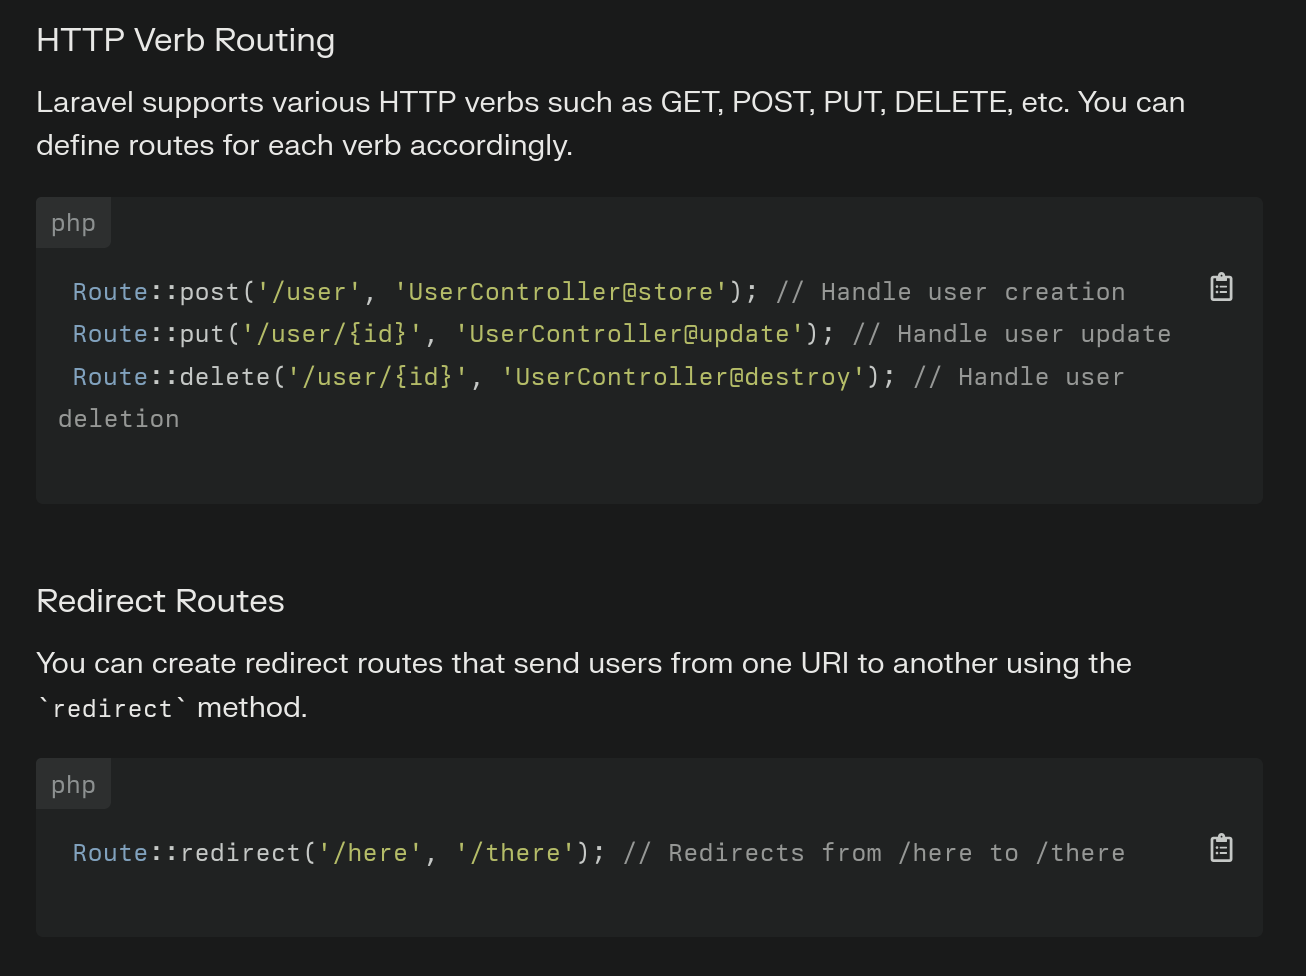 HTTP Verb Routing
Laravel supports various HTTP verbs such as GET, POST, PUT, DELETE, etc. You can
define routes for each verb accordingly.
php
Route::post('/user', 'UserController@store'); // Handle user creation
Route::put('/user/{id}', 'UserController@update'); // Handle user update
Route::delete('/user/{id}', 'UserController@destroy'); // Handle user
deletion
Redirect Routes
You can create redirect routes that send users from one URI to another using the
`redirect` method.
php
Route::redirect('/here', '/there'); // Redirects from /here to /there